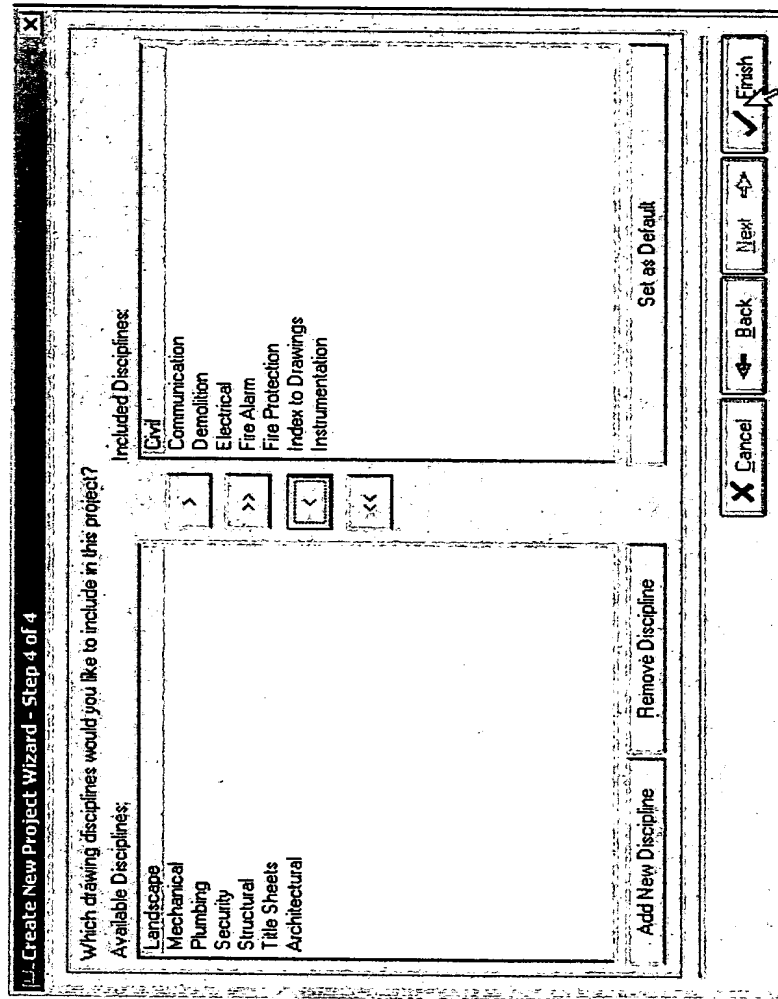 Create New Project Wizard - Step 4 of 4
X
Which drawing disciplines would you like to include in this project?
Available Disciplines:
Landscape
Mechanical
Plumbing
Security
Structural
Title Sheets
Architectural
Add New Discipline
Remove Discipline
>
>>
<
<<
Included Disciplines:
Civil
Communication
Demolition
Electrical
Fire Alarm
Fire Protection
Index to Drawings
Instrumentation
Set as Default
Cancel
Back
Next
Finish